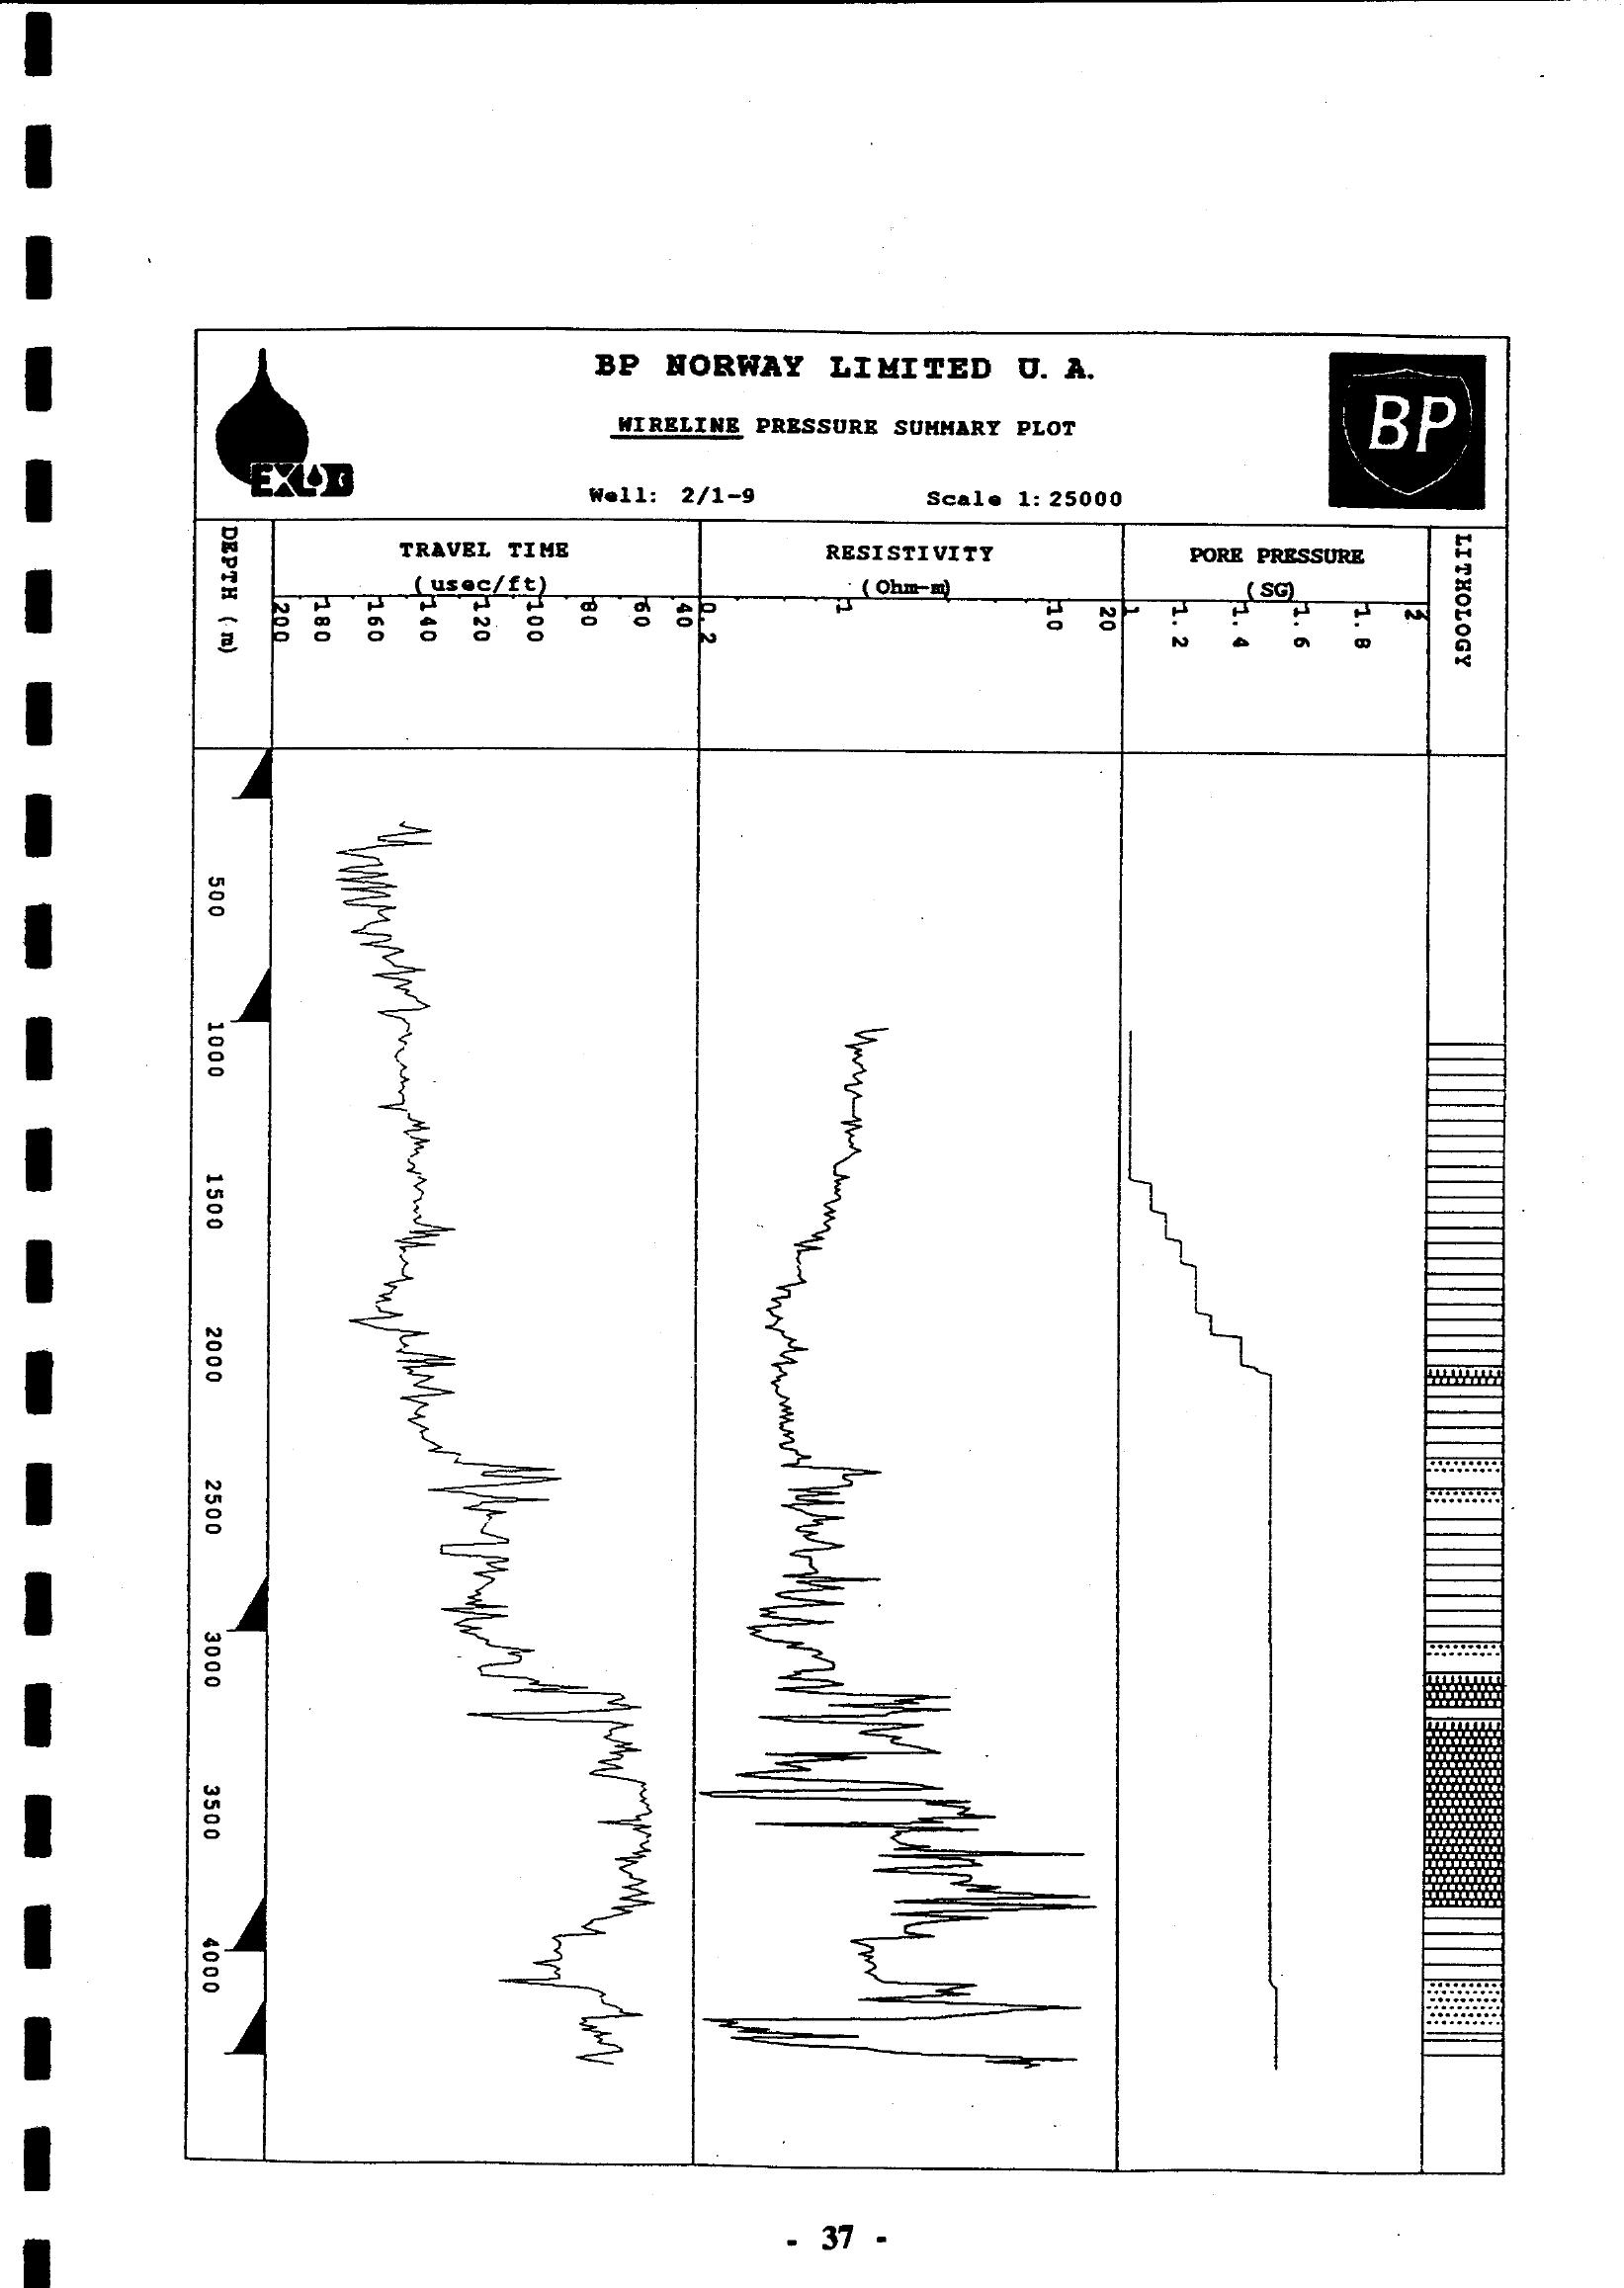 BP NORWAY LIMITED U. A.
WIRELINE PRESSURE SUMMARY PLOT
EXLOG
BP
Well: 2/1-9 Scale 1:25000
DEPTH (m)
TRAVEL TIME
(usec/ft)
200 180 160 140 120 100 80 60 40
RESISTIVITY
(Ohm-m)
0.2 1 10 20
PORE PRESSURE
(SG)
1 1.2 1.4 1.6 1.8 2
LITHOLOGY
500
1000
1500
2000
2500
3000
3500
4000
- 37 -